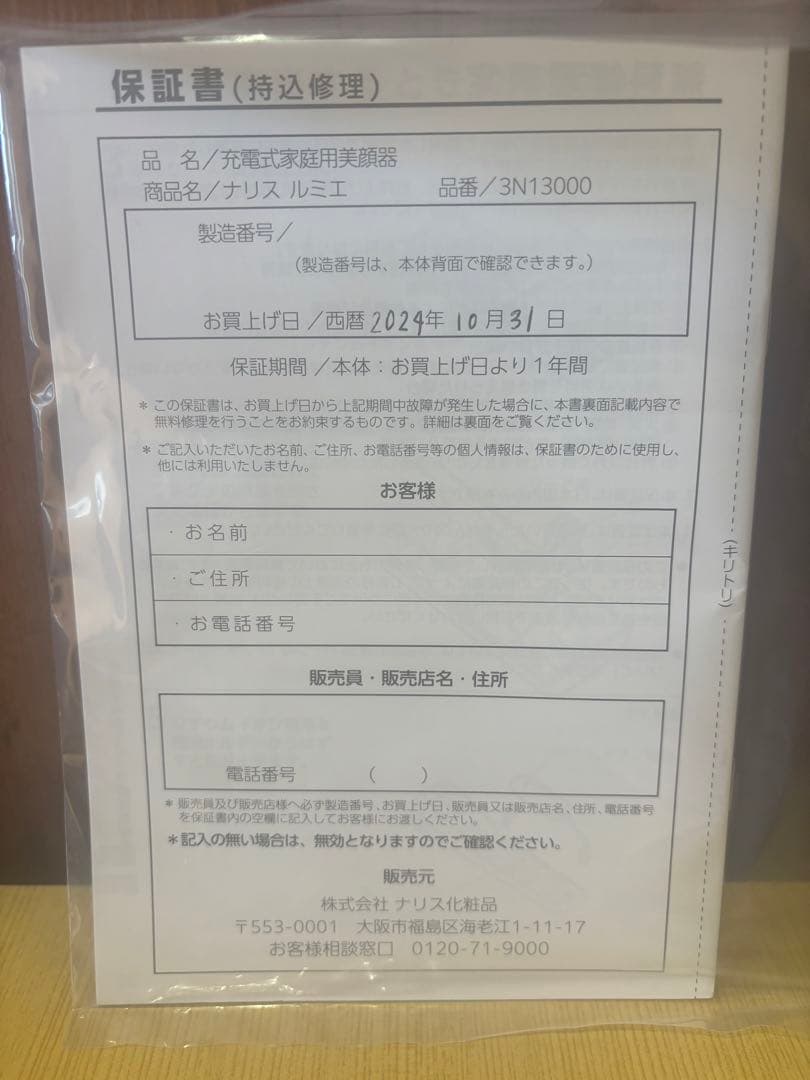 保証書(持込修理)
品 名／充電式家庭用美顔器
商品名／ナリス ルミエ 品番／3N13000
製造番号／
(製造番号は、本体背面で確認できます。)
お買上げ日／西暦 2024年 10月 31日
保証期間／本体：お買上げ日より1年間
＊この保証書は、お買上げ日から上記期間中故障が発生した場合に、本書裏面記載内容で
無料修理を行うことをお約束するものです。詳細は裏面をご覧ください。
＊ご記入いただいたお名前、ご住所、お電話番号等の個人情報は、保証書のために使用し、
他には利用いたしません。
お客様
・お名前
・ご住所
・お電話番号
(キリトリ)
販売員・販売店名・住所
電話番号 ( )
＊販売員及び販売店様へ必ず製造番号、お買上げ日、販売員又は販売店名、住所、電話番号
を保証書内の空欄に記入してお客様にお渡しください。
＊記入の無い場合は、無効となりますのでご確認ください。
販売元
株式会社 ナリス化粧品
〒553-0001 大阪市福島区海老江1-11-17
お客様相談窓口 0120-71-9000